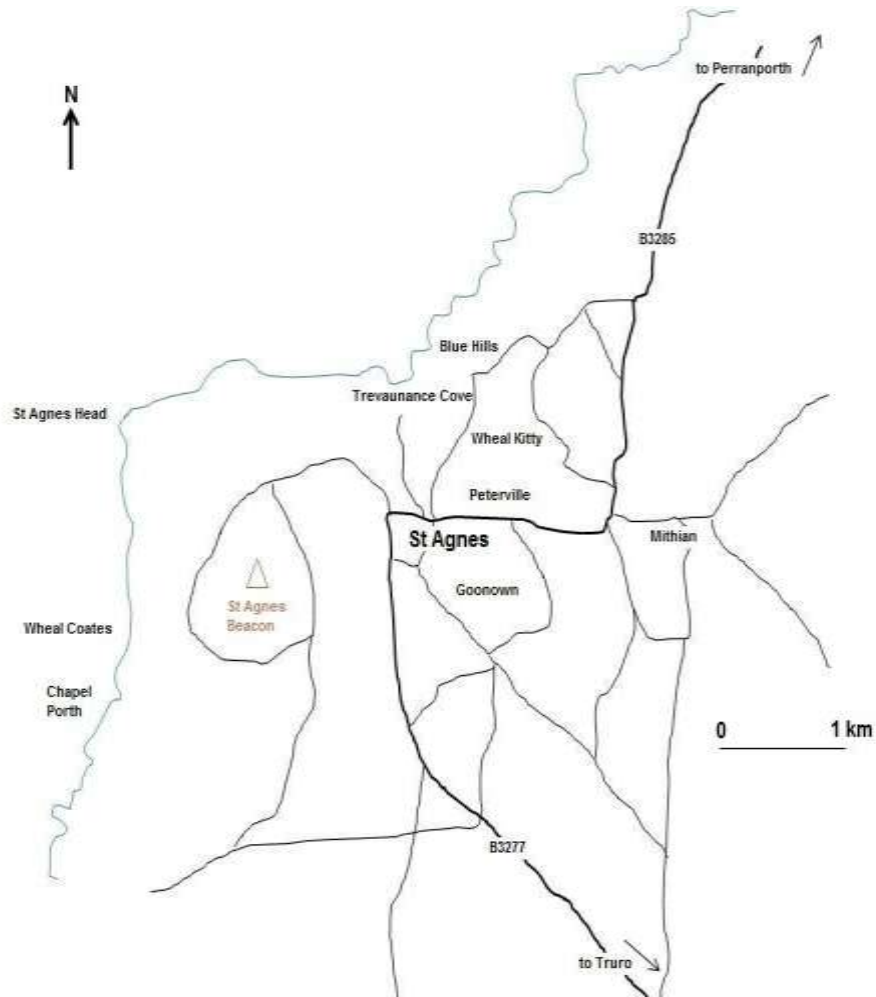 to Perranporth
N
B3285
Blue Hills
Trevaunance Cove
St Agnes Head
Wheal Kitty
Peterville
St Agnes
Mithian
Goonown
St Agnes
Beacon
Wheal Coates
Chapel
Porth
0 1 km
B3277
to Truro